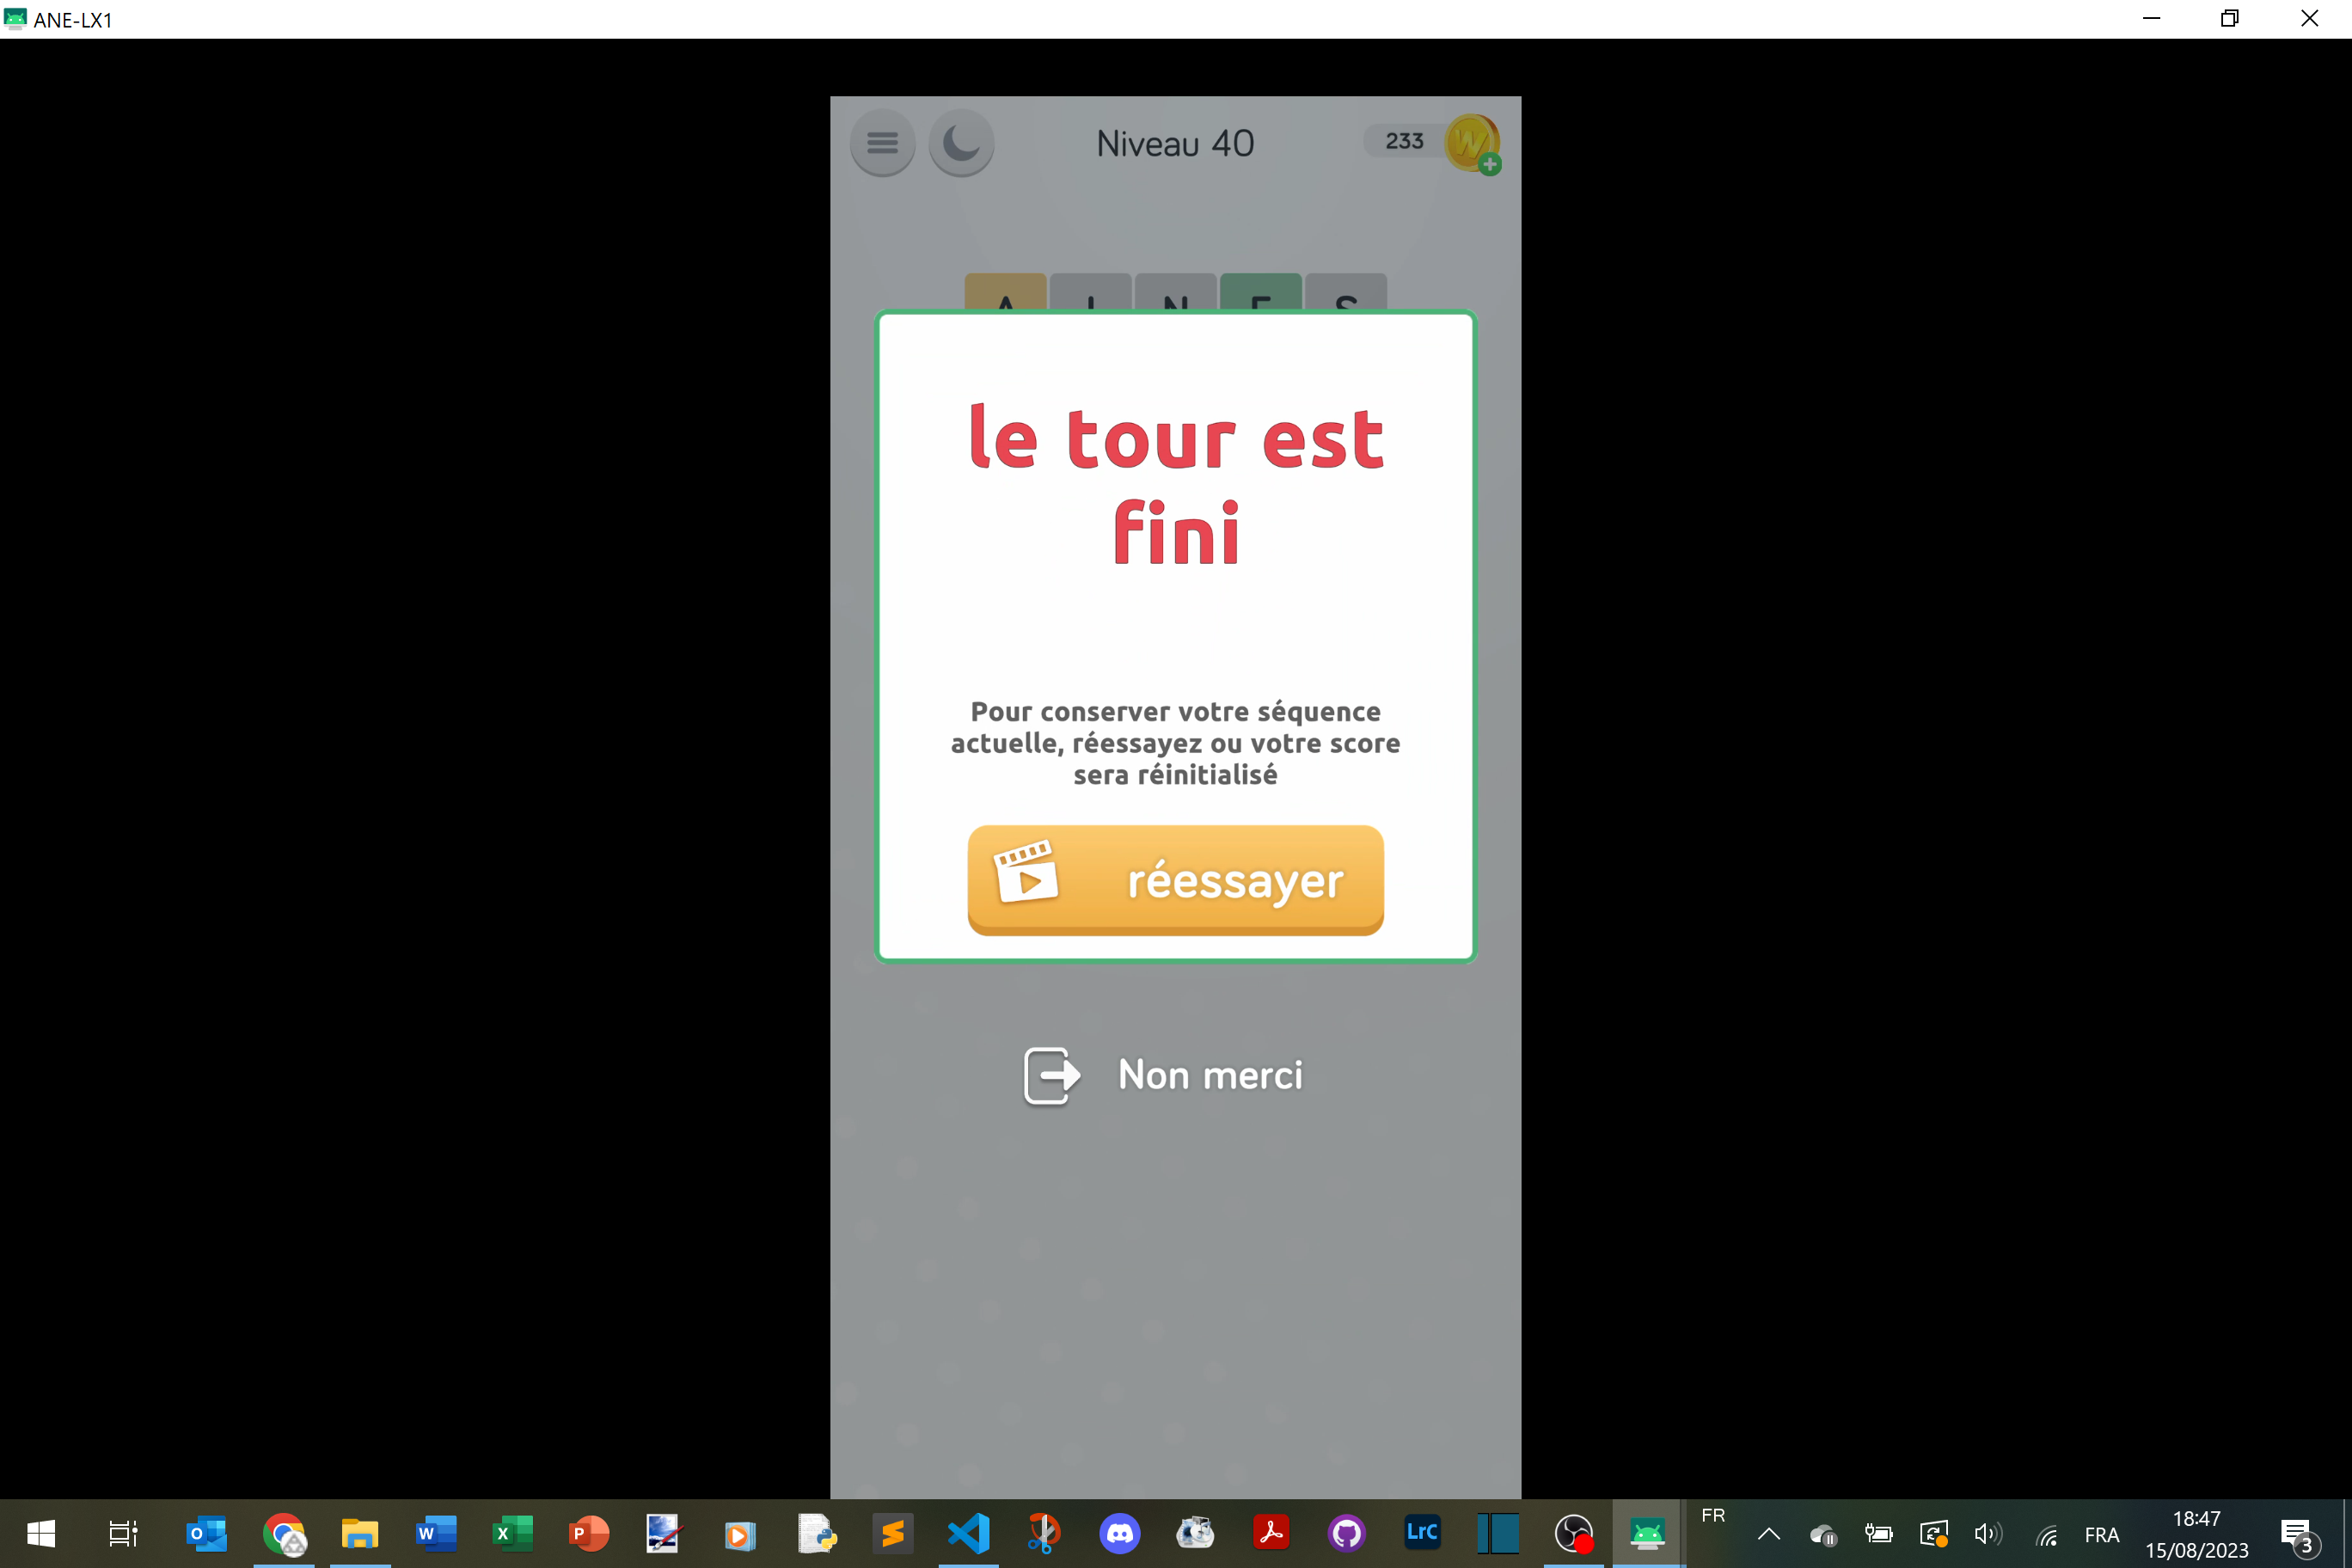 ANE-LX1
Niveau 40
233
W
A I N E S
le tour est
fini
Pour conserver votre séquence
actuelle, réessayez ou votre score
sera réinitialisé
réessayer
Non merci
O
W
X
P
LrC
FR
FRA
18:47
15/08/2023
3